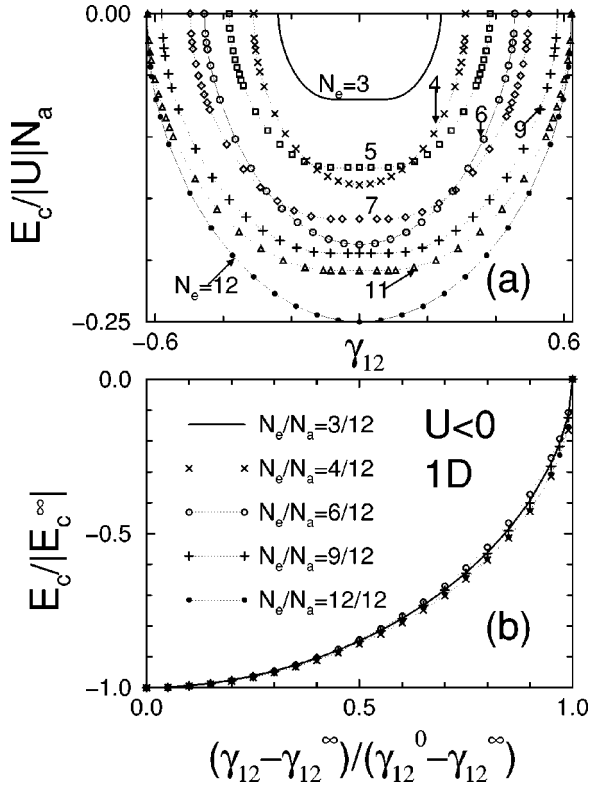 0.00
N_e=3
4
6
9
5
7
E_c/|U|N_a
N_e=12
11
(a)
−0.25
−0.6
γ_12
0.6
0.0
N_e/N_a=3/12
U<0
N_e/N_a=4/12
1D
N_e/N_a=6/12
−0.5
E_c/|E_c^∞|
N_e/N_a=9/12
N_e/N_a=12/12
(b)
−1.0
0.0
0.5
1.0
(γ_12−γ_12^∞)/(γ_12^0−γ_12^∞)